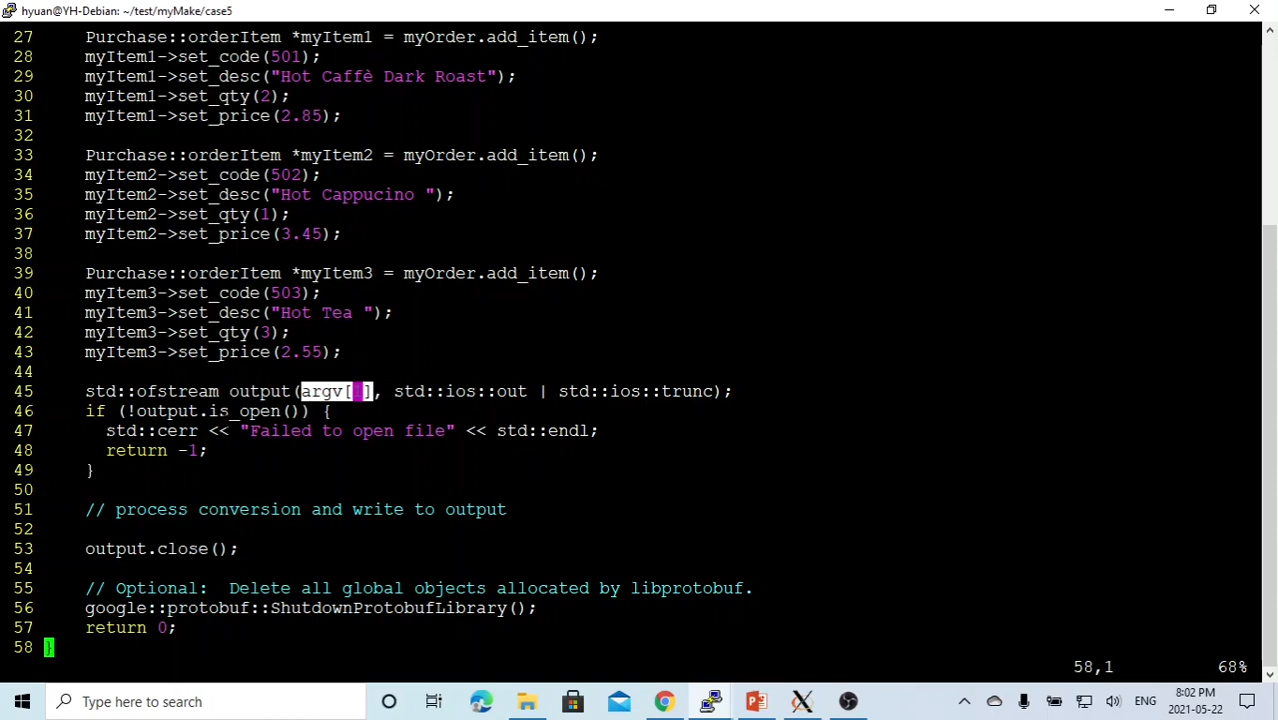 hyuan@YH-Debian: ~/test/myMake/case5
27 Purchase::orderItem *myItem1 = myOrder.add_item();
28 myItem1->set_code(501);
29 myItem1->set_desc("Hot Caffè Dark Roast");
30 myItem1->set_qty(2);
31 myItem1->set_price(2.85);
32
33 Purchase::orderItem *myItem2 = myOrder.add_item();
34 myItem2->set_code(502);
35 myItem2->set_desc("Hot Cappucino ");
36 myItem2->set_qty(1);
37 myItem2->set_price(3.45);
38
39 Purchase::orderItem *myItem3 = myOrder.add_item();
40 myItem3->set_code(503);
41 myItem3->set_desc("Hot Tea ");
42 myItem3->set_qty(3);
43 myItem3->set_price(2.55);
44
45 std::ofstream output(argv[ ], std::ios::out | std::ios::trunc);
46 if (!output.is_open()) {
47 std::cerr << "Failed to open file" << std::endl;
48 return -1;
49 }
50
51 // process conversion and write to output
52
53 output.close();
54
55 // Optional:  Delete all global objects allocated by libprotobuf.
56 google::protobuf::ShutdownProtobufLibrary();
57 return 0;
58 }
58,1 68%
Type here to search
ENG
8:02 PM
2021-05-22